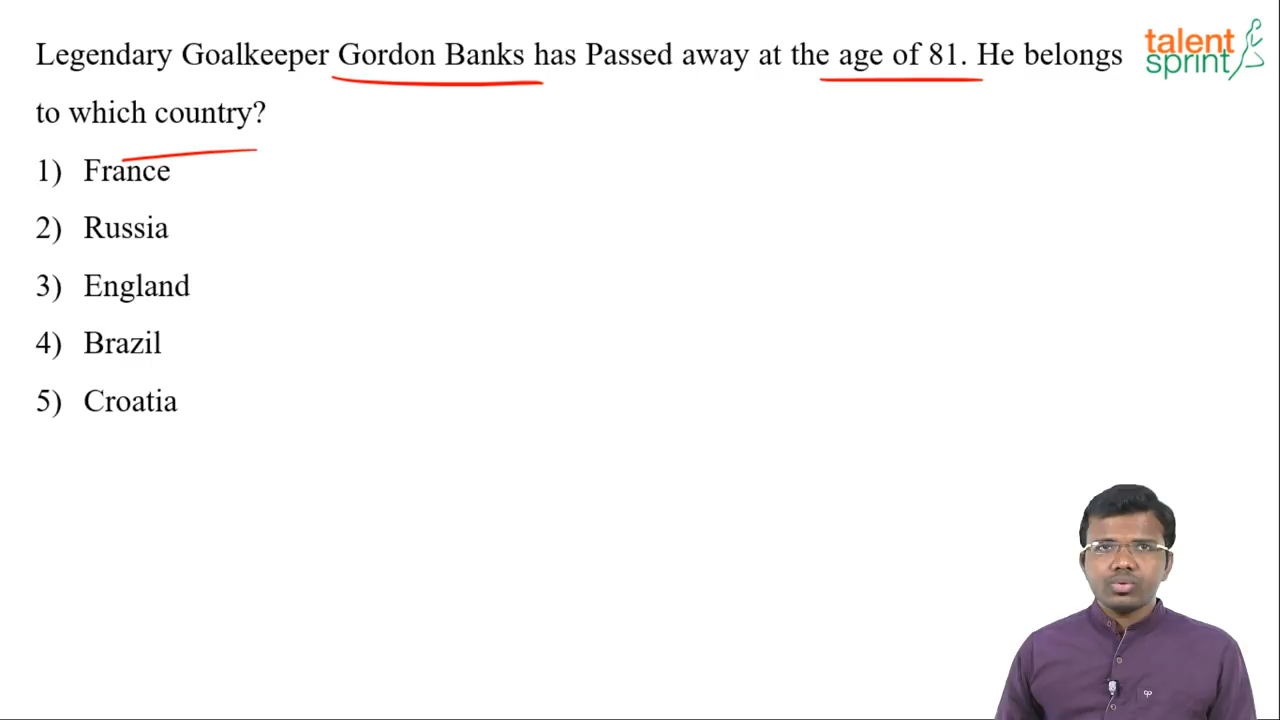 Legendary Goalkeeper Gordon Banks has Passed away at the age of 81. He belongs
to which country?
1) France
2) Russia
3) England
4) Brazil
5) Croatia
talent
sprint